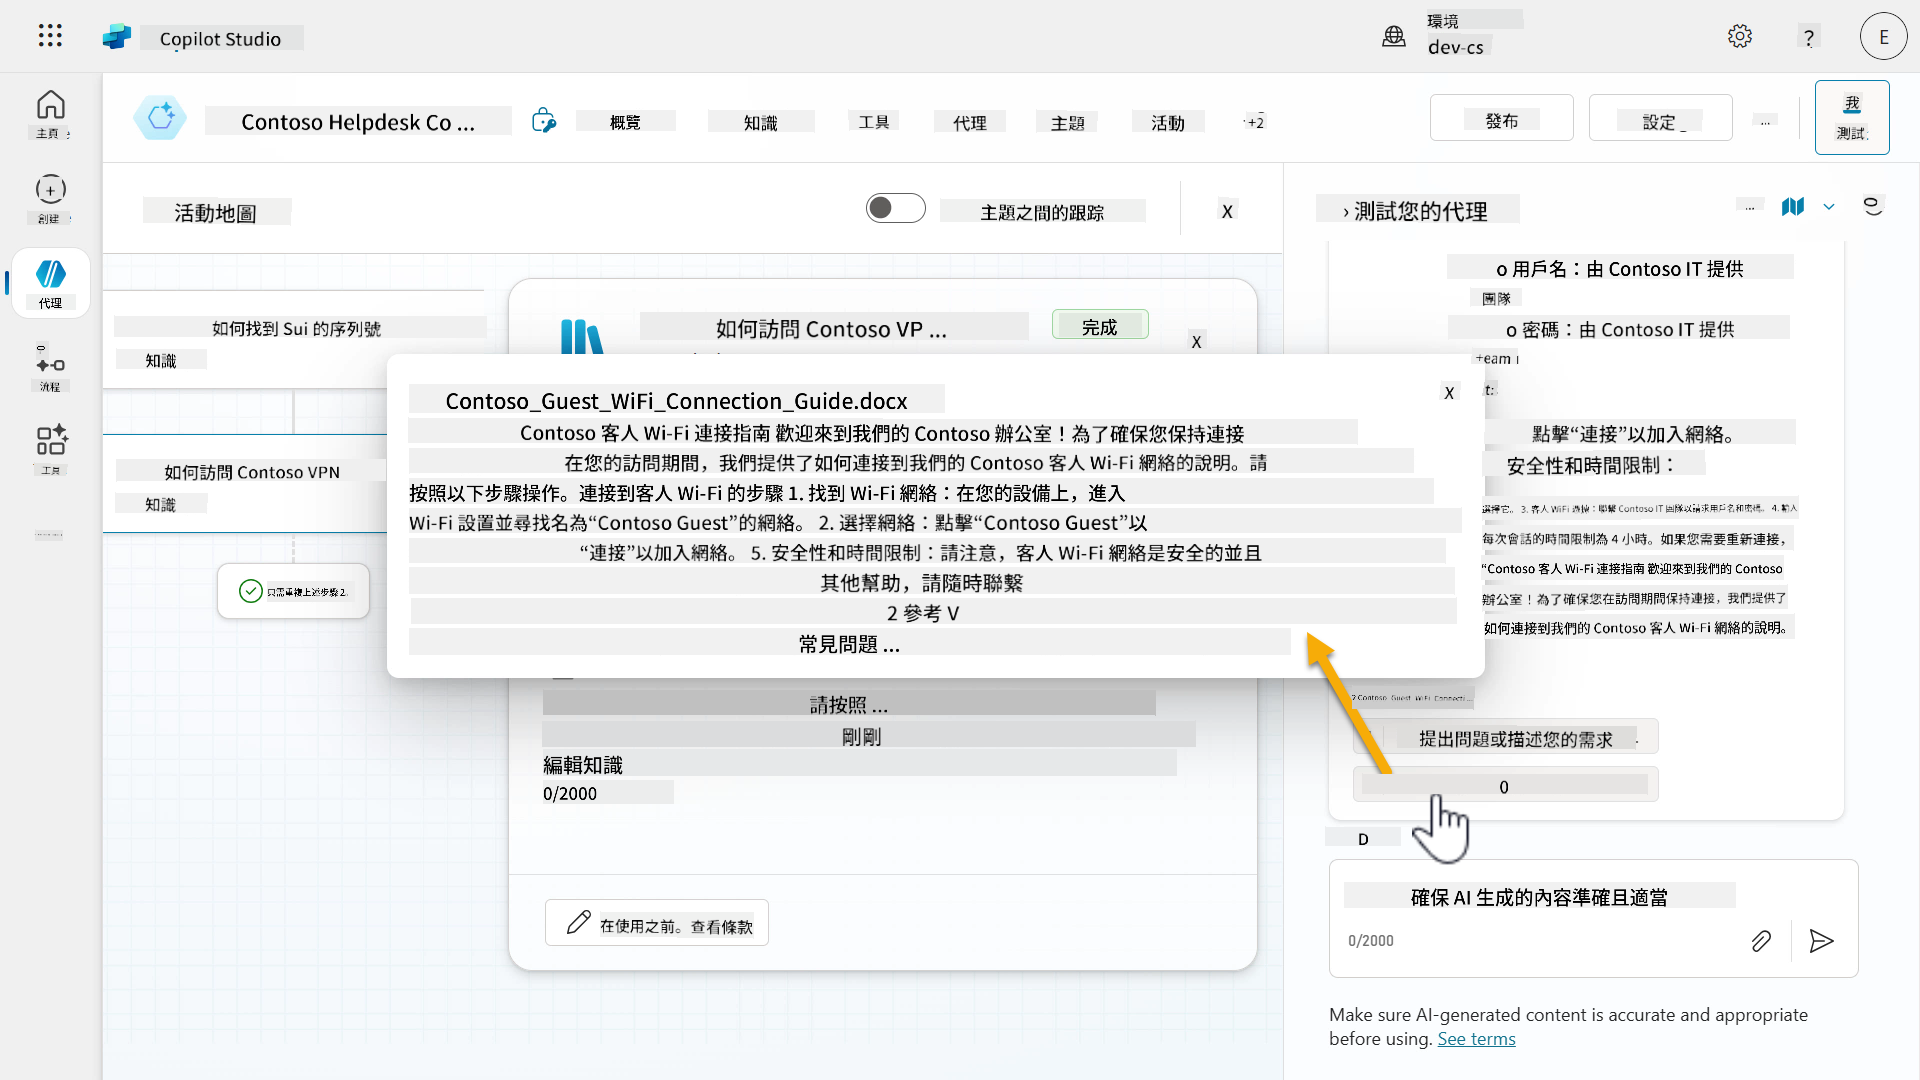 Copilot Studio
環境
dev-cs
?
E
主頁
創建
代理
流程
工具
Contoso Helpdesk Co ...
概覽
知識
工具
代理
主題
活動
+2
發布
設定
...
我
測試
活動地圖
主題之間的跟踪
X
› 測試您的代理
...
如何找到 Sui 的序列號
知識
如何訪問 Contoso VPN
知識
只需重複上述步驟 2.
如何訪問 Contoso VP ...
完成
X
Contoso_Guest_WiFi_Connection_Guide.docx
X
Contoso 客人 Wi-Fi 連接指南 歡迎來到我們的 Contoso 辦公室！為了確保您保持連接
在您的訪問期間，我們提供了如何連接到我們的 Contoso 客人 Wi-Fi 網絡的說明。請
按照以下步驟操作。連接到客人 Wi-Fi 的步驟 1. 找到 Wi-Fi 網絡：在您的設備上，進入
Wi-Fi 設置並尋找名為“Contoso Guest”的網絡。 2. 選擇網絡：點擊“Contoso Guest”以
“連接”以加入網絡。 5. 安全性和時間限制：請注意，客人 Wi-Fi 網絡是安全的並且
其他幫助，請隨時聯繫
2 參考 V
常見問題 ...
請按照 ...
剛剛
編輯知識
0/2000
在使用之前。查看條款
o 用戶名：由 Contoso IT 提供
團隊
o 密碼：由 Contoso IT 提供
點擊“連接”以加入網絡。
安全性和時間限制：
選擇它。 3. 客人 WiFi 過掉：聯繫 Contoso IT 團隊以請求用戶名和密碼。 4. 輸入
每次會話的時間限制為 4 小時。如果您需要重新連接，
“Contoso 客人 Wi-Fi 連接指南 歡迎來到我們的 Contoso
辦公室！為了確保您在訪問期間保持連接，我們提供了
如何連接到我們的 Contoso 客人 Wi-Fi 網絡的說明。
2 Contoso_Guest_WiFi_Connecti...
提出問題或描述您的需求
0
D
確保 AI 生成的內容準確且適當
0/2000
Make sure AI-generated content is accurate and appropriate
before using. See terms